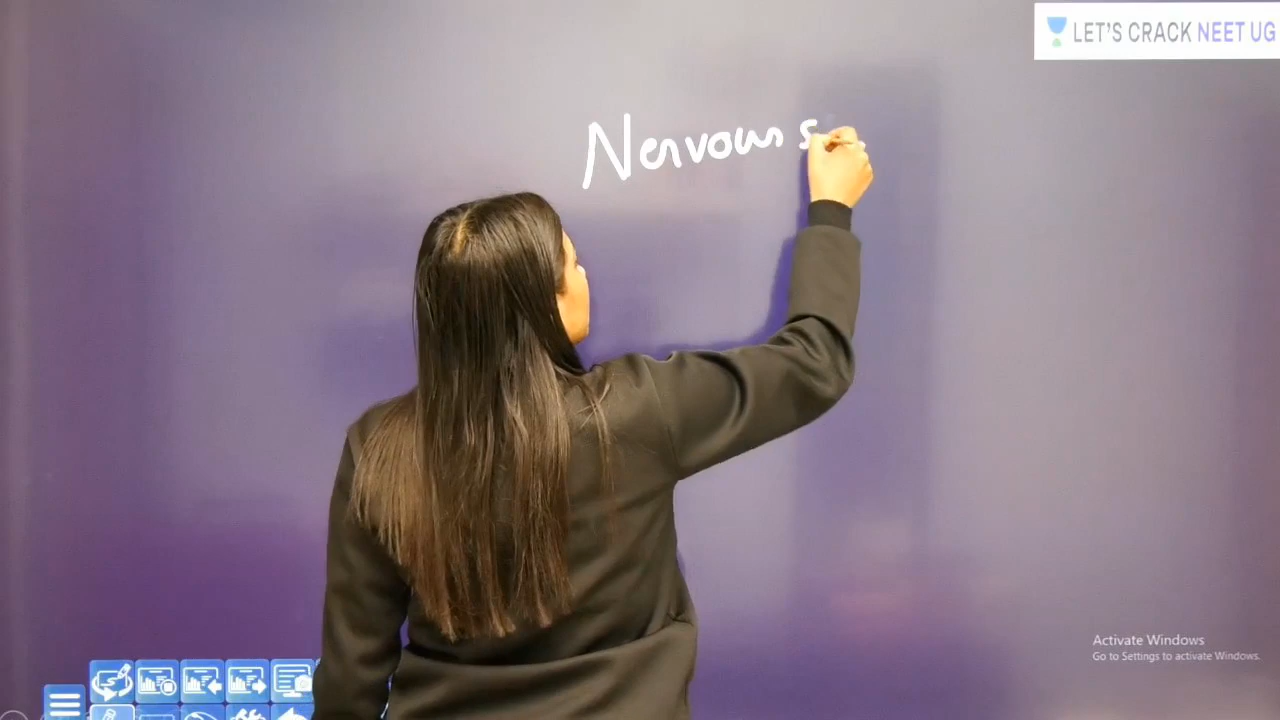 LET'S CRACK NEET UG
Nervous s
Activate Windows
Go to Settings to activate Windows.